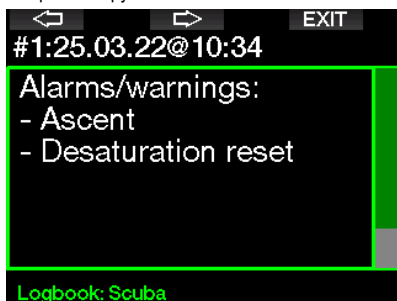 EXIT
#1:25.03.22@10:34
Alarms/warnings:
- Ascent
- Desaturation reset
Logbook: Scuba